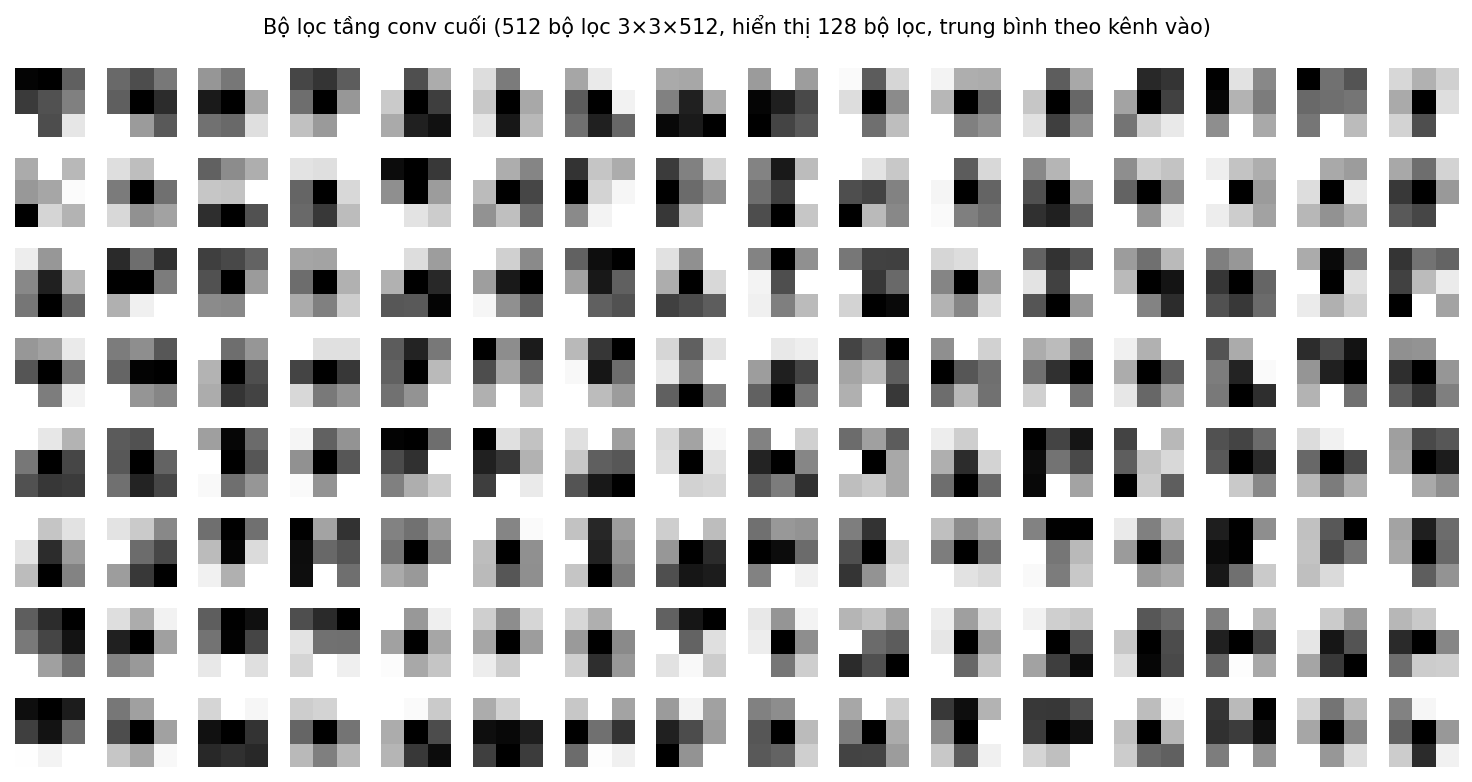 Bộ lọc tầng conv cuối (512 bộ lọc 3×3×512, hiển thị 128 bộ lọc, trung bình theo kênh vào)